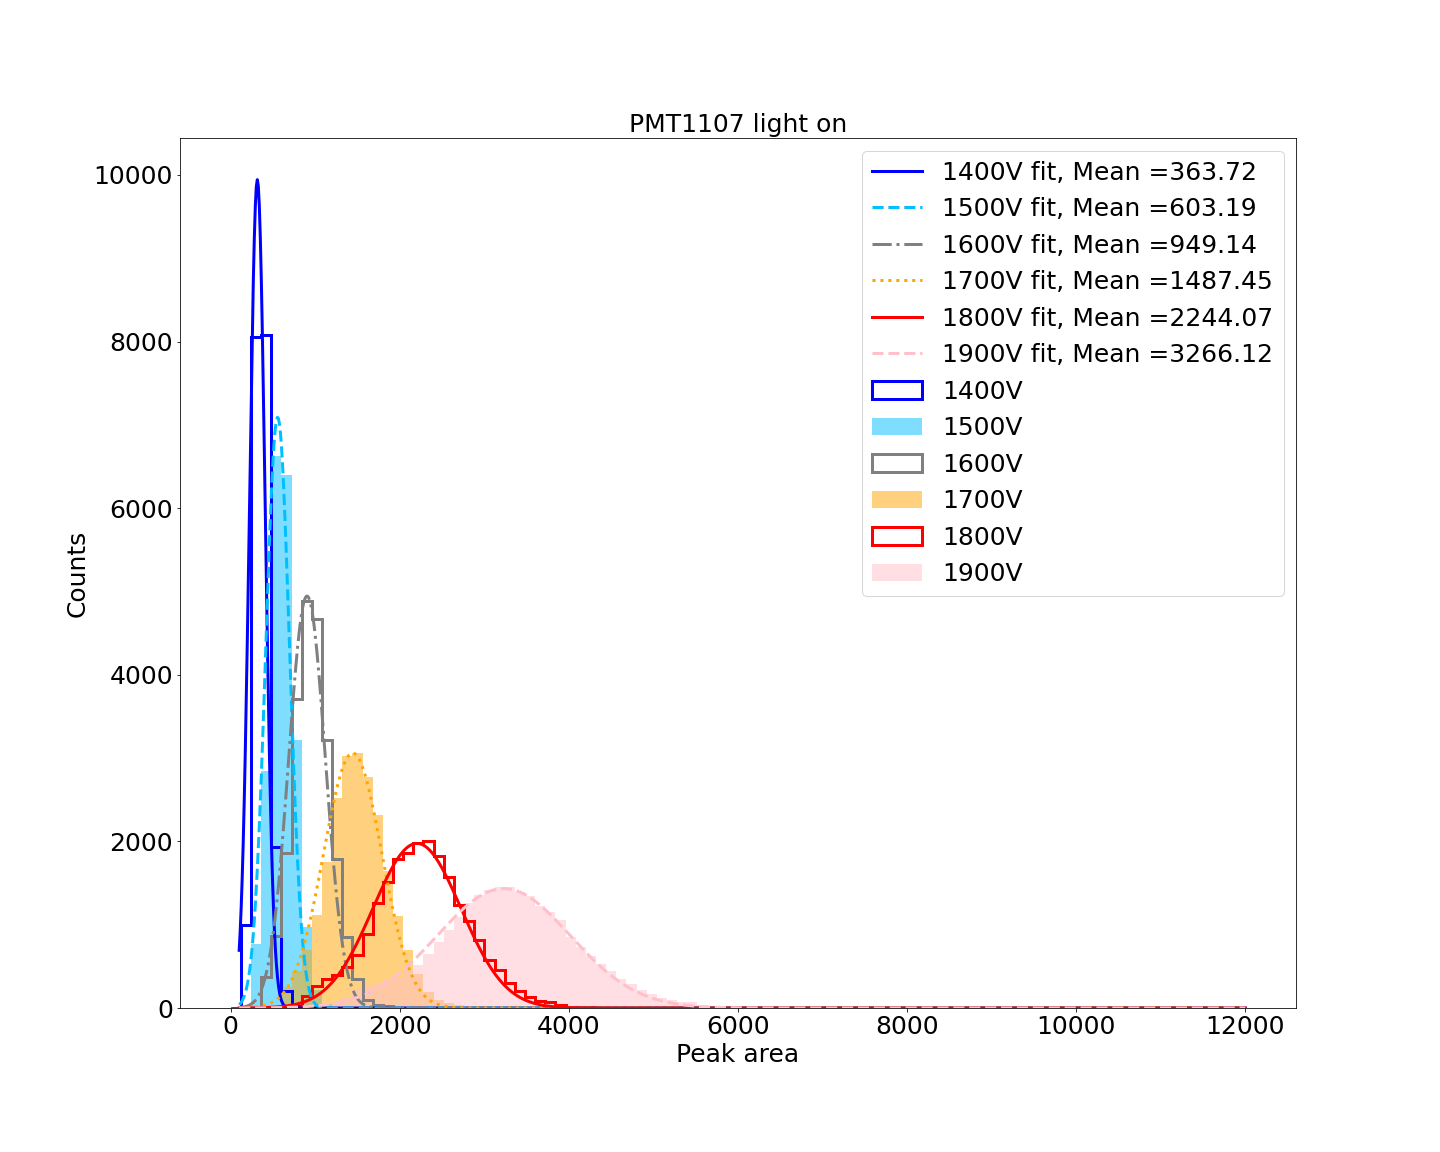 PMT1107 light on
10000
8000
6000
4000
2000
0
Counts
1400V fit, Mean =363.72
1500V fit, Mean =603.19
1600V fit, Mean =949.14
1700V fit, Mean =1487.45
1800V fit, Mean =2244.07
1900V fit, Mean =3266.12
1400V
1500V
1600V
1700V
1800V
1900V
0 2000 4000 6000 8000 10000 12000
Peak area